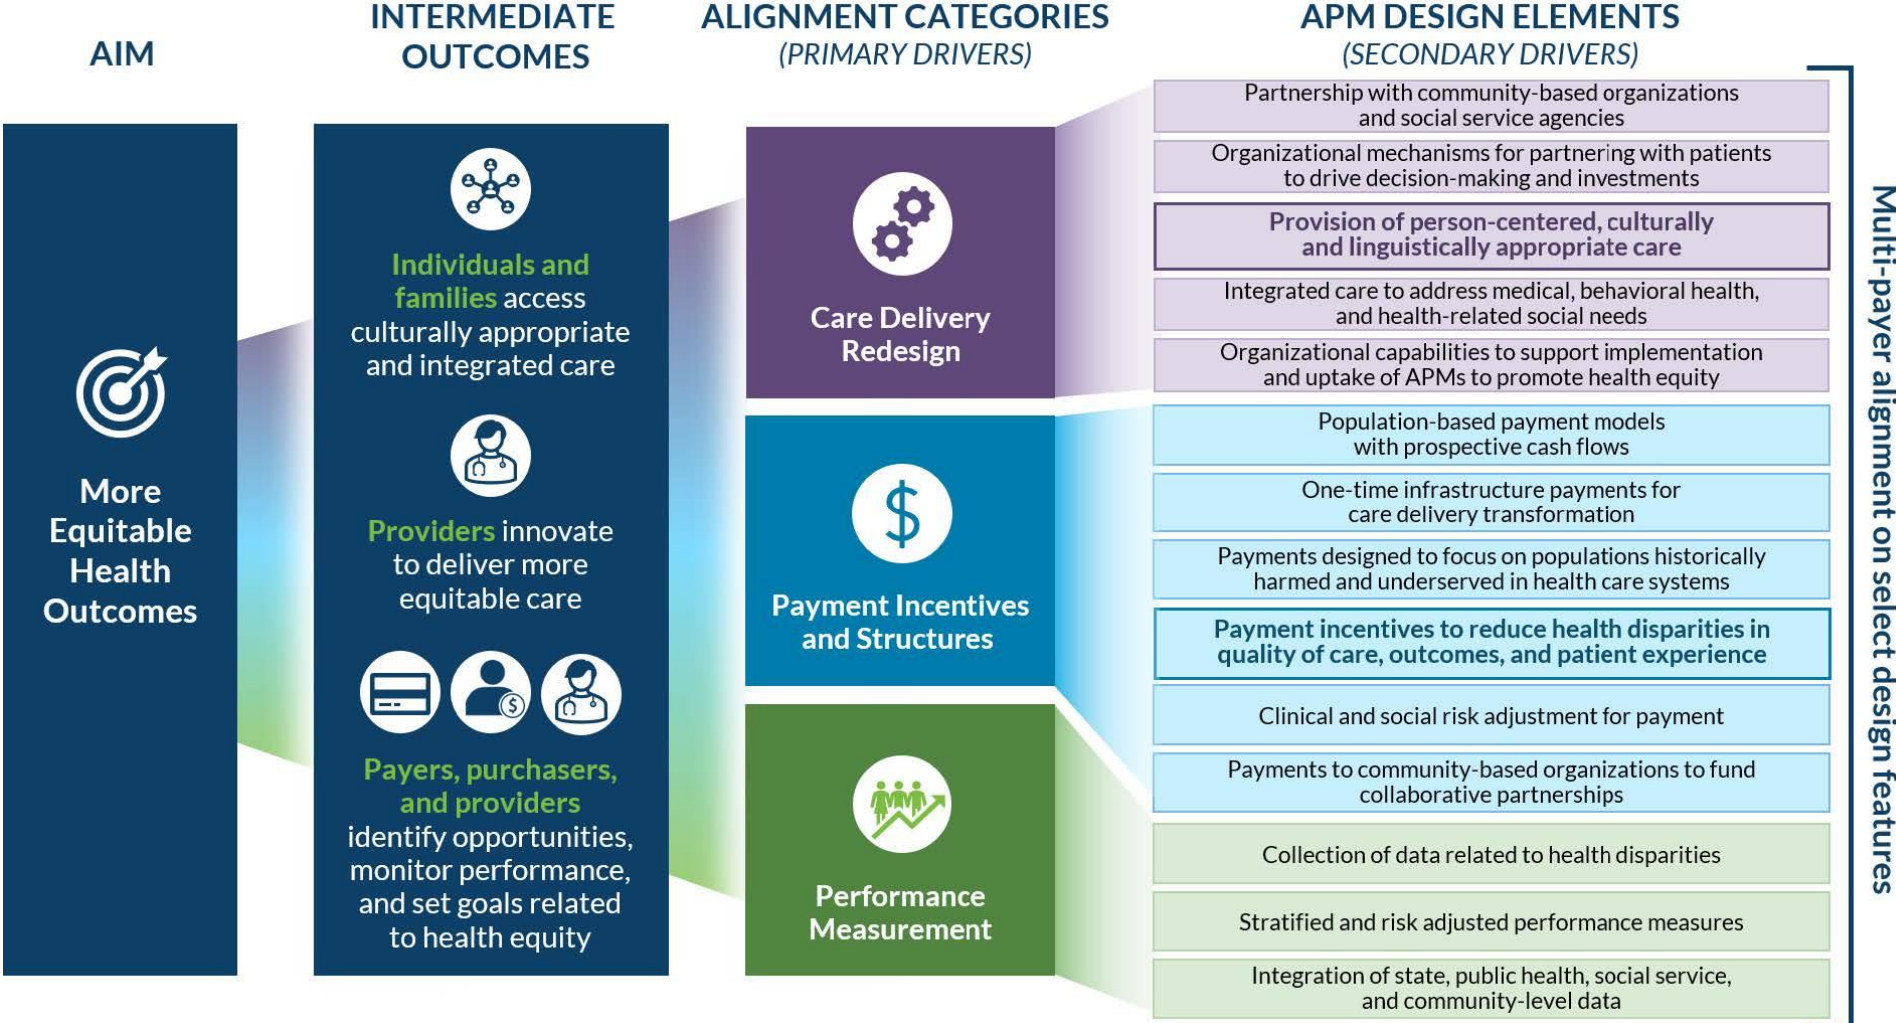 AIM
INTERMEDIATE
OUTCOMES
ALIGNMENT CATEGORIES
(PRIMARY DRIVERS)
APM DESIGN ELEMENTS
(SECONDARY DRIVERS)
More
Equitable
Health
Outcomes
Individuals and
families access
culturally appropriate
and integrated care
Providers innovate
to deliver more
equitable care
$
Payers, purchasers,
and providers
identify opportunities,
monitor performance,
and set goals related
to health equity
Care Delivery
Redesign
$
Payment Incentives
and Structures
Performance
Measurement
Partnership with community-based organizations
and social service agencies
Organizational mechanisms for partnering with patients
to drive decision-making and investments
Provision of person-centered, culturally
and linguistically appropriate care
Integrated care to address medical, behavioral health,
and health-related social needs
Organizational capabilities to support implementation
and uptake of APMs to promote health equity
Population-based payment models
with prospective cash flows
One-time infrastructure payments for
care delivery transformation
Payments designed to focus on populations historically
harmed and underserved in health care systems
Payment incentives to reduce health disparities in
quality of care, outcomes, and patient experience
Clinical and social risk adjustment for payment
Payments to community-based organizations to fund
collaborative partnerships
Collection of data related to health disparities
Stratified and risk adjusted performance measures
Integration of state, public health, social service,
and community-level data
Multi-payer alignment on select design features